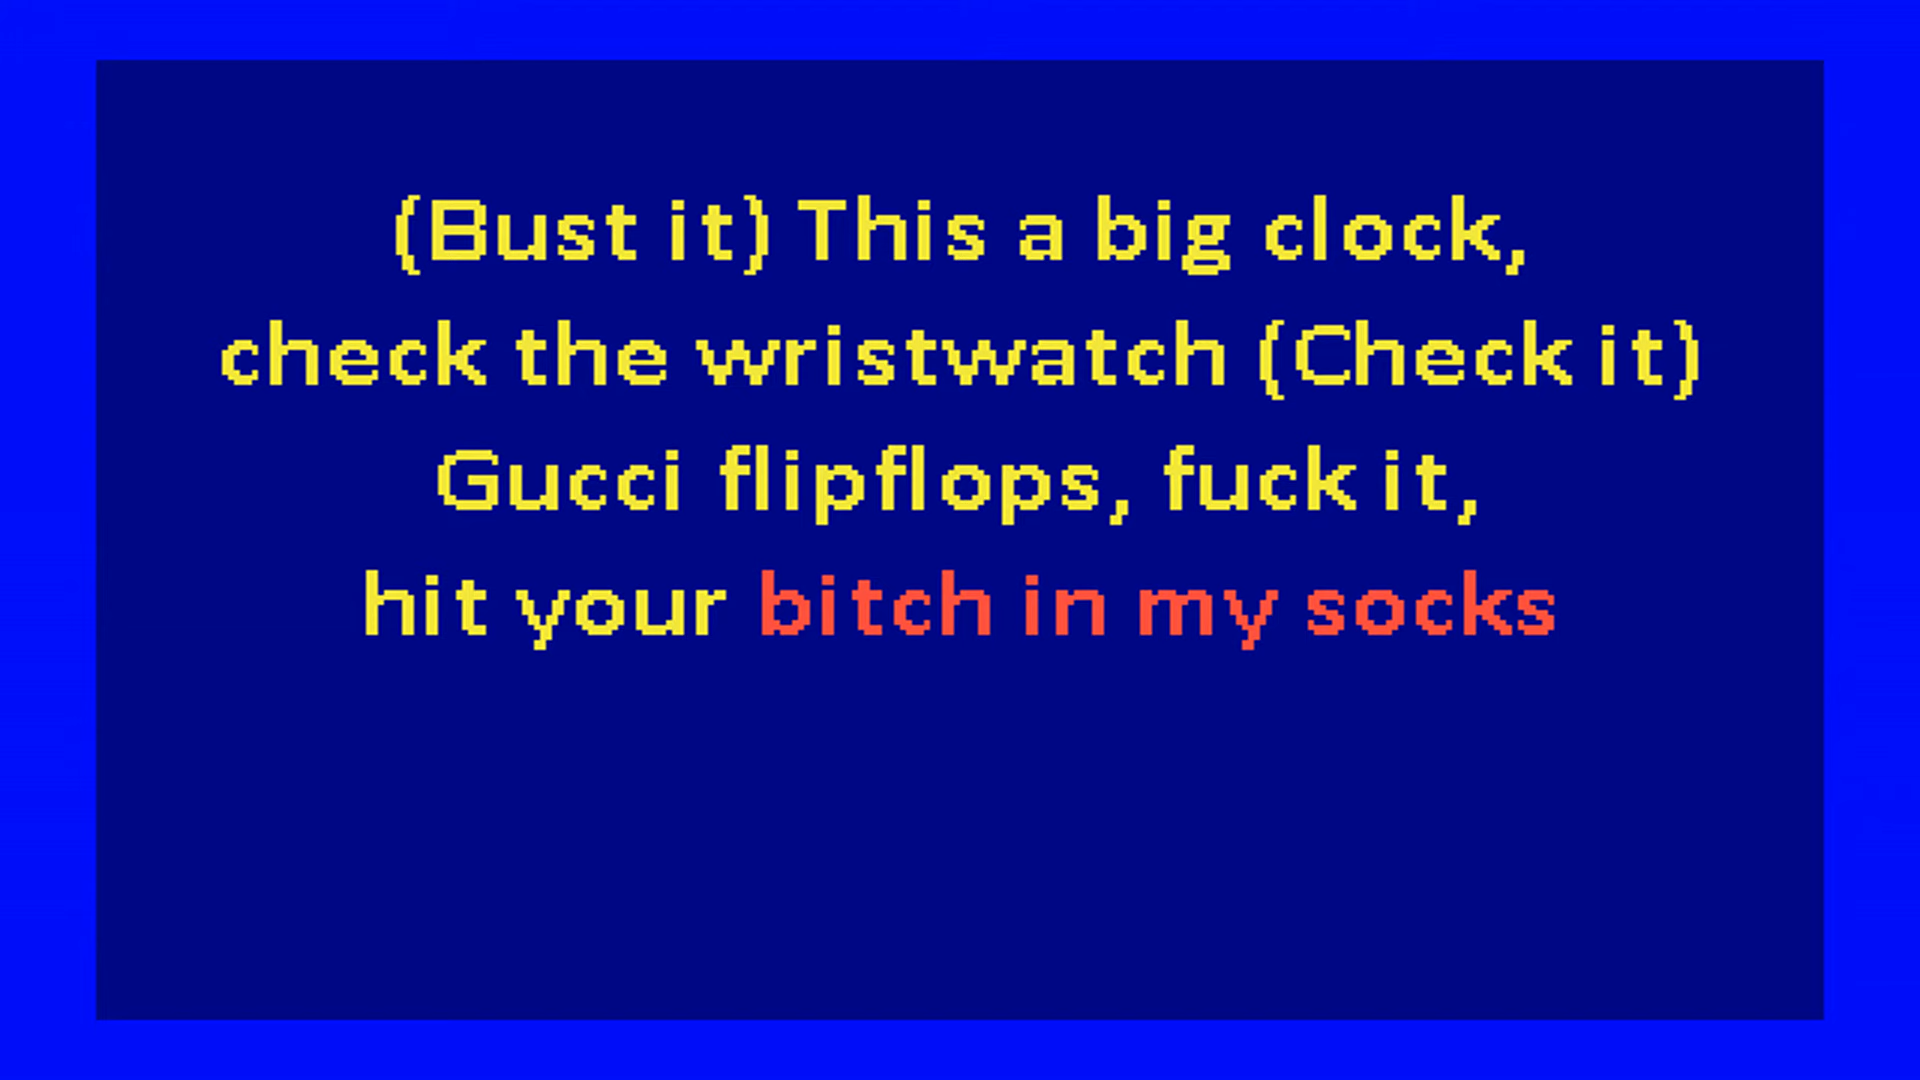 (Bust it) This a big clock,
check the wristwatch (Check it)
Gucci flipflops, fuck it,
hit your bitch in my socks